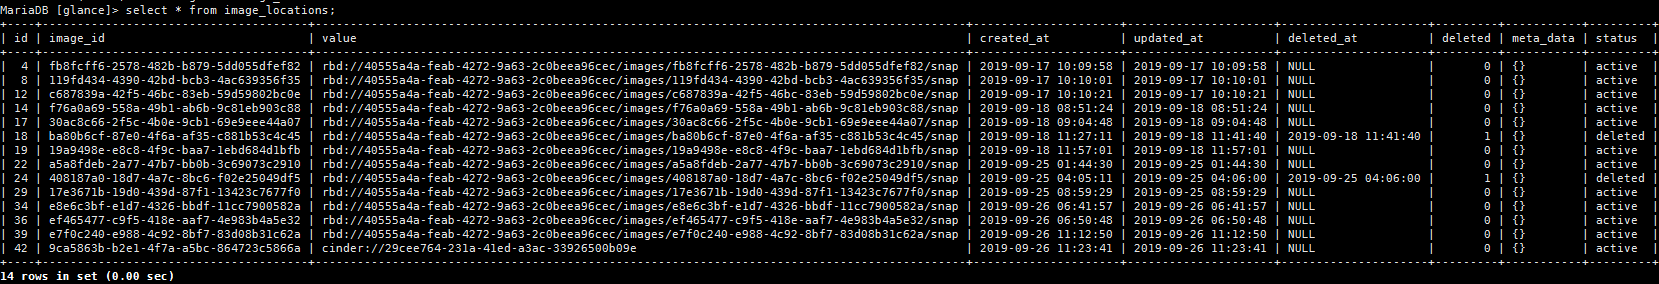 MariaDB [glance]> select * from image_locations;
+----+--------------------------------------+------------------------------------------------------------------------------------------+---------------------+---------------------+---------------------+---------+-----------+---------+
| id | image_id | value | created_at | updated_at | deleted_at | deleted | meta_data | status |
+----+--------------------------------------+------------------------------------------------------------------------------------------+---------------------+---------------------+---------------------+---------+-----------+---------+
| 4 | fb8fcff6-2578-482b-b879-5dd055dfef82 | rbd://40555a4a-feab-4272-9a63-2c0beea96cec/images/fb8fcff6-2578-482b-b879-5dd055dfef82/snap | 2019-09-17 10:09:58 | 2019-09-17 10:09:58 | NULL | 0 | {} | active |
| 8 | 119fd434-4390-42bd-bcb3-4ac639356f35 | rbd://40555a4a-feab-4272-9a63-2c0beea96cec/images/119fd434-4390-42bd-bcb3-4ac639356f35/snap | 2019-09-17 10:10:01 | 2019-09-17 10:10:01 | NULL | 0 | {} | active |
| 12 | c687839a-42f5-46bc-83eb-59d59802bc0e | rbd://40555a4a-feab-4272-9a63-2c0beea96cec/images/c687839a-42f5-46bc-83eb-59d59802bc0e/snap | 2019-09-17 10:10:21 | 2019-09-17 10:10:21 | NULL | 0 | {} | active |
| 14 | f76a0a69-558a-49b1-ab6b-9c81eb903c88 | rbd://40555a4a-feab-4272-9a63-2c0beea96cec/images/f76a0a69-558a-49b1-ab6b-9c81eb903c88/snap | 2019-09-18 08:51:24 | 2019-09-18 08:51:24 | NULL | 0 | {} | active |
| 17 | 30ac8c66-2f5c-4b0e-9cb1-69e9eee44a07 | rbd://40555a4a-feab-4272-9a63-2c0beea96cec/images/30ac8c66-2f5c-4b0e-9cb1-69e9eee44a07/snap | 2019-09-18 09:04:48 | 2019-09-18 09:04:48 | NULL | 0 | {} | active |
| 18 | ba80b6cf-87e0-4f6a-af35-c881b53c4c45 | rbd://40555a4a-feab-4272-9a63-2c0beea96cec/images/ba80b6cf-87e0-4f6a-af35-c881b53c4c45/snap | 2019-09-18 11:27:11 | 2019-09-18 11:41:40 | 2019-09-18 11:41:40 | 1 | {} | deleted |
| 19 | 19a9498e-e8c8-4f9c-baa7-1ebd684d1bfb | rbd://40555a4a-feab-4272-9a63-2c0beea96cec/images/19a9498e-e8c8-4f9c-baa7-1ebd684d1bfb/snap | 2019-09-18 11:57:01 | 2019-09-18 11:57:01 | NULL | 0 | {} | active |
| 22 | a5a8fdeb-2a77-47b7-bb0b-3c69073c2910 | rbd://40555a4a-feab-4272-9a63-2c0beea96cec/images/a5a8fdeb-2a77-47b7-bb0b-3c69073c2910/snap | 2019-09-25 01:44:30 | 2019-09-25 01:44:30 | NULL | 0 | {} | active |
| 24 | 408187a0-18d7-4a7c-8bc6-f02e25049df5 | rbd://40555a4a-feab-4272-9a63-2c0beea96cec/images/408187a0-18d7-4a7c-8bc6-f02e25049df5/snap | 2019-09-25 04:05:11 | 2019-09-25 04:06:00 | 2019-09-25 04:06:00 | 1 | {} | deleted |
| 29 | 17e3671b-19d0-439d-87f1-13423c7677f0 | rbd://40555a4a-feab-4272-9a63-2c0beea96cec/images/17e3671b-19d0-439d-87f1-13423c7677f0/snap | 2019-09-25 08:59:29 | 2019-09-25 08:59:29 | NULL | 0 | {} | active |
| 34 | e8e6c3bf-e1d7-4326-bbdf-11cc7900582a | rbd://40555a4a-feab-4272-9a63-2c0beea96cec/images/e8e6c3bf-e1d7-4326-bbdf-11cc7900582a/snap | 2019-09-26 06:41:57 | 2019-09-26 06:41:57 | NULL | 0 | {} | active |
| 36 | ef465477-c9f5-418e-aaf7-4e983b4a5e32 | rbd://40555a4a-feab-4272-9a63-2c0beea96cec/images/ef465477-c9f5-418e-aaf7-4e983b4a5e32/snap | 2019-09-26 06:50:48 | 2019-09-26 06:50:48 | NULL | 0 | {} | active |
| 39 | e7f0c240-e988-4c92-8bf7-83d08b31c62a | rbd://40555a4a-feab-4272-9a63-2c0beea96cec/images/e7f0c240-e988-4c92-8bf7-83d08b31c62a/snap | 2019-09-26 11:12:50 | 2019-09-26 11:12:50 | NULL | 0 | {} | active |
| 42 | 9ca5863b-b2e1-4f7a-a5bc-864723c5866a | cinder://29cee764-231a-41ed-a3ac-33926500b09e | 2019-09-26 11:23:41 | 2019-09-26 11:23:41 | NULL | 0 | {} | active |
+----+--------------------------------------+------------------------------------------------------------------------------------------+---------------------+---------------------+---------------------+---------+-----------+---------+
14 rows in set (0.00 sec)